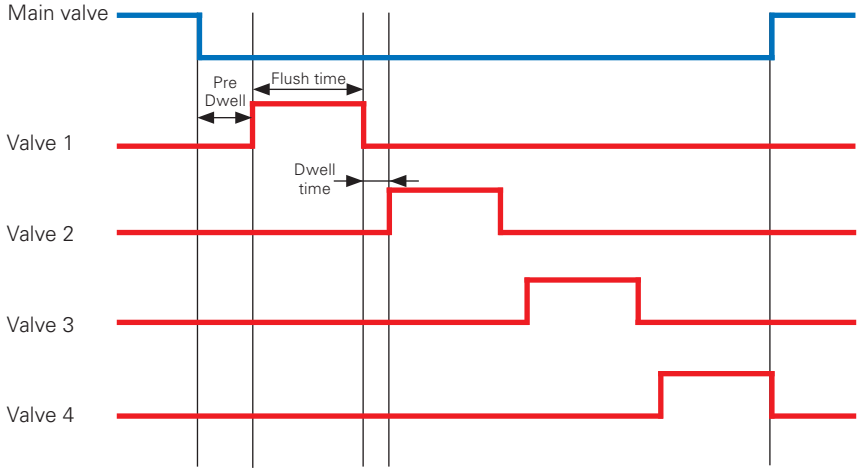 Main valve
Pre
Dwell
Flush time
Valve 1
Dwell
time
Valve 2
Valve 3
Valve 4